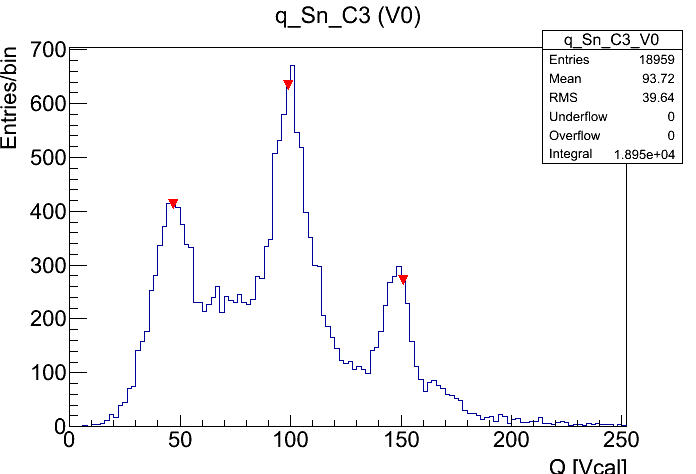 q_Sn_C3 (V0)
q_Sn_C3_V0
Entries 18959
Mean 93.72
RMS 39.64
Underflow 0
Overflow 0
Integral 1.895e+04
Entries/bin
700
600
500
400
300
200
100
0
0 50 100 150 200 250
Q [Vcal]